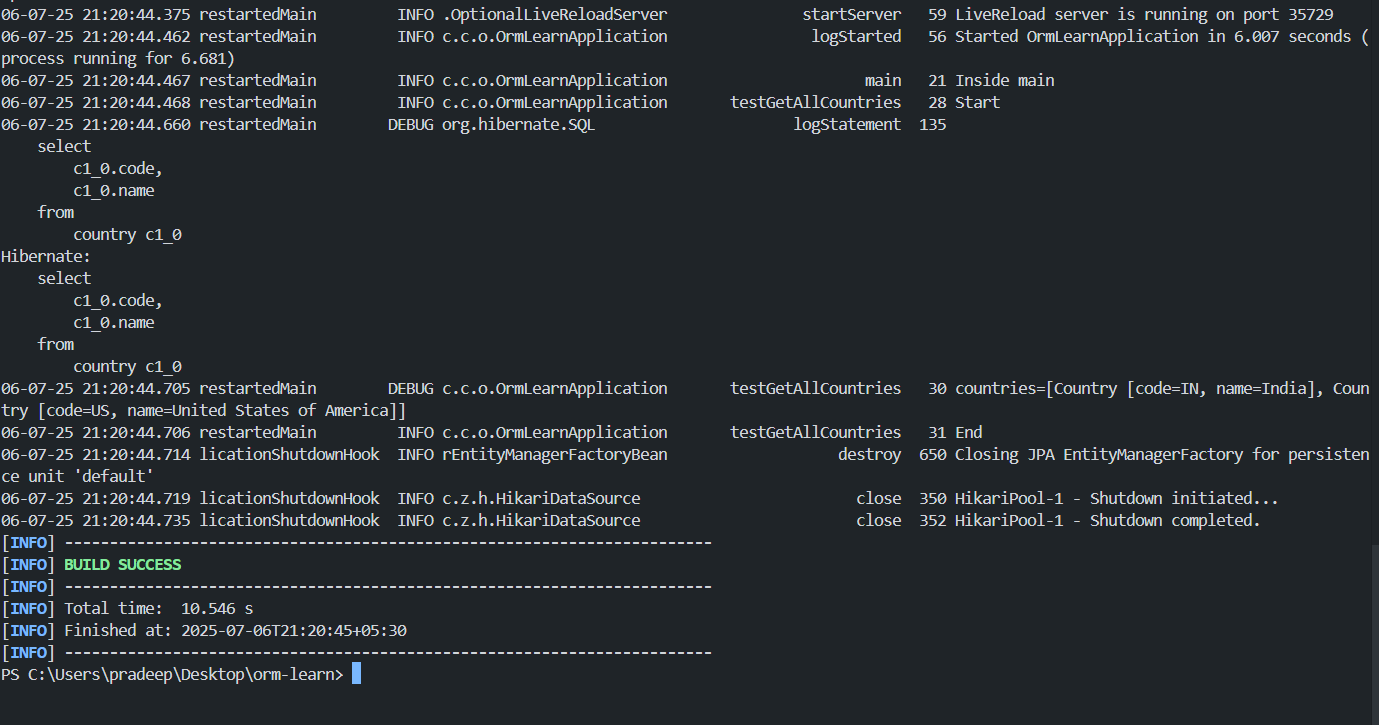 06-07-25 21:20:44.375 restartedMain         INFO .OptionalLiveReloadServer               startServer   59 LiveReload server is running on port 35729
06-07-25 21:20:44.462 restartedMain         INFO c.c.o.OrmLearnApplication                logStarted   56 Started OrmLearnApplication in 6.007 seconds (
process running for 6.681)
06-07-25 21:20:44.467 restartedMain         INFO c.c.o.OrmLearnApplication                      main   21 Inside main
06-07-25 21:20:44.468 restartedMain         INFO c.c.o.OrmLearnApplication       testGetAllCountries   28 Start
06-07-25 21:20:44.660 restartedMain        DEBUG org.hibernate.SQL                      logStatement  135
    select
        c1_0.code,
        c1_0.name
    from
        country c1_0
Hibernate:
    select
        c1_0.code,
        c1_0.name
    from
        country c1_0
06-07-25 21:20:44.705 restartedMain        DEBUG c.c.o.OrmLearnApplication       testGetAllCountries   30 countries=[Country [code=IN, name=India], Coun
try [code=US, name=United States of America]]
06-07-25 21:20:44.706 restartedMain         INFO c.c.o.OrmLearnApplication       testGetAllCountries   31 End
06-07-25 21:20:44.714 licationShutdownHook  INFO rEntityManagerFactoryBean                   destroy  650 Closing JPA EntityManagerFactory for persisten
ce unit 'default'
06-07-25 21:20:44.719 licationShutdownHook  INFO c.z.h.HikariDataSource                        close  350 HikariPool-1 - Shutdown initiated...
06-07-25 21:20:44.735 licationShutdownHook  INFO c.z.h.HikariDataSource                        close  352 HikariPool-1 - Shutdown completed.
[INFO] ------------------------------------------------------------------------
[INFO] BUILD SUCCESS
[INFO] ------------------------------------------------------------------------
[INFO] Total time:  10.546 s
[INFO] Finished at: 2025-07-06T21:20:45+05:30
[INFO] ------------------------------------------------------------------------
PS C:\Users\pradeep\Desktop\orm-learn>